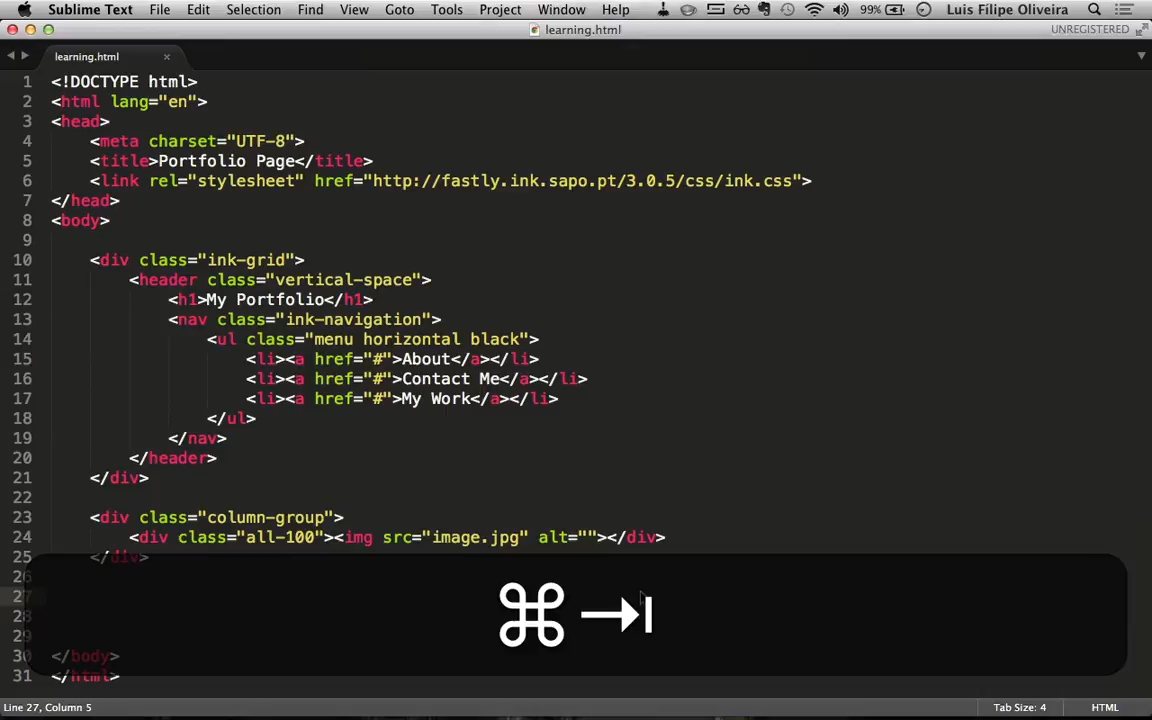 Sublime Text File Edit Selection Find View Goto Tools Project Window Help 99% Luis Filipe Oliveira
learning.html UNREGISTERED
learning.html ×
1 <!DOCTYPE html>
2 <html lang="en">
3 <head>
4 <meta charset="UTF-8">
5 <title>Portfolio Page</title>
6 <link rel="stylesheet" href="http://fastly.ink.sapo.pt/3.0.5/css/ink.css">
7 </head>
8 <body>
9
10 <div class="ink-grid">
11 <header class="vertical-space">
12 <h1>My Portfolio</h1>
13 <nav class="ink-navigation">
14 <ul class="menu horizontal black">
15 <li><a href="#">About</a></li>
16 <li><a href="#">Contact Me</a></li>
17 <li><a href="#">My Work</a></li>
18 </ul>
19 </nav>
20 </header>
21 </div>
22
23 <div class="column-group">
24 <div class="all-100"><img src="image.jpg" alt=""></div>
25 </div>
26
27
28
29
30 </body>
31 </html>
⌘ ⇥
Line 27, Column 5 Tab Size: 4 HTML